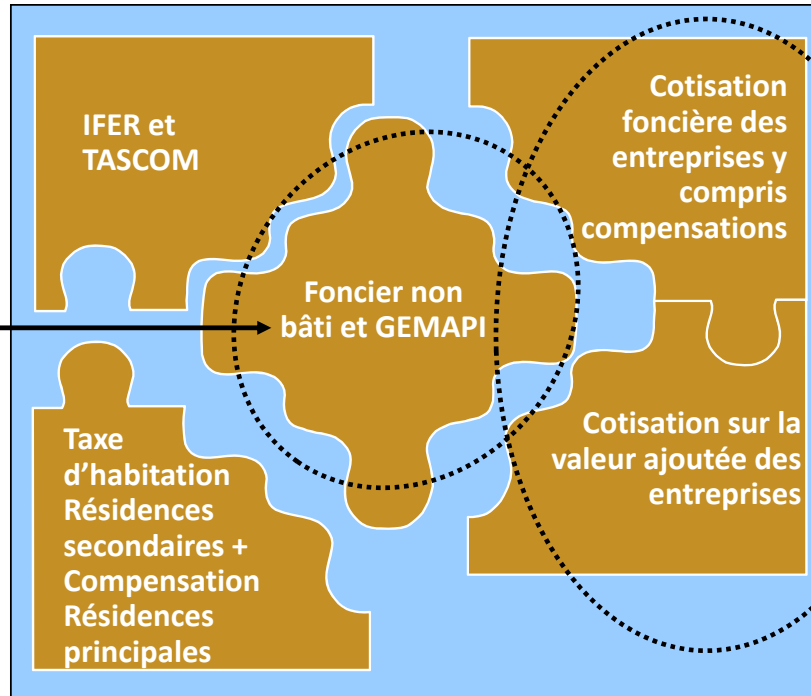 IFER et
TASCOM
Cotisation
foncière des
entreprises y
compris
compensations
Foncier non
bâti et GEMAPI
Taxe
d’habitation
Résidences
secondaires +
Compensation
Résidences
principales
Cotisation sur la
valeur ajoutée des
entreprises